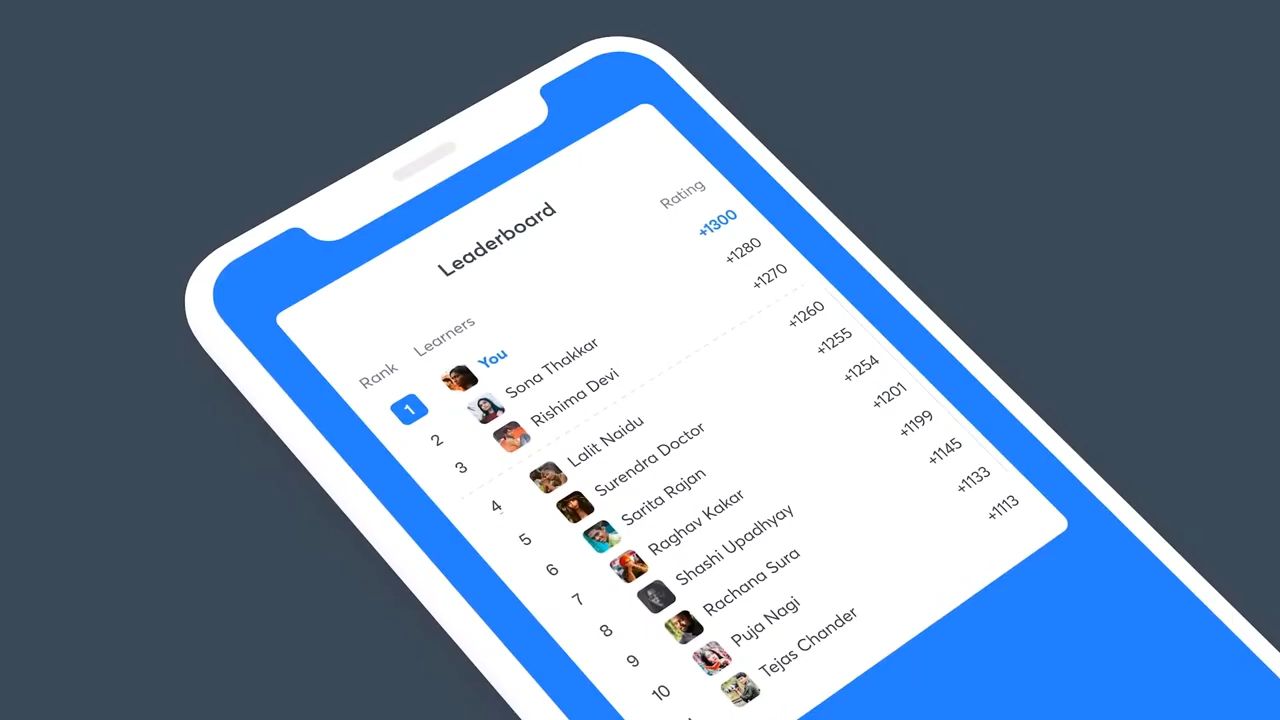 Leaderboard
Rank Learners Rating
1 You +1300
2 Sona Thakkar +1280
3 Rishima Devi +1270
4 Lalit Naidu +1260
5 Surendra Doctor +1255
6 Sarita Rajan +1254
7 Raghav Kakar +1201
8 Shashi Upadhyay +1199
9 Rachana Sura +1145
10 Puja Nagi +1133
Tejas Chander +1113